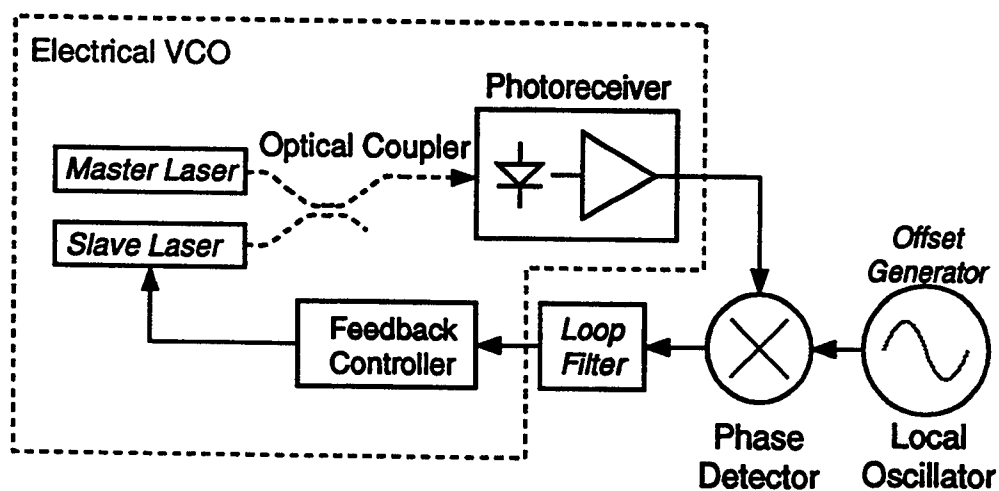 Electrical VCO
Photoreceiver
Optical Coupler
Master Laser
Slave Laser
Offset
Generator
Feedback
Controller
Loop
Filter
Phase
Detector
Local
Oscillator